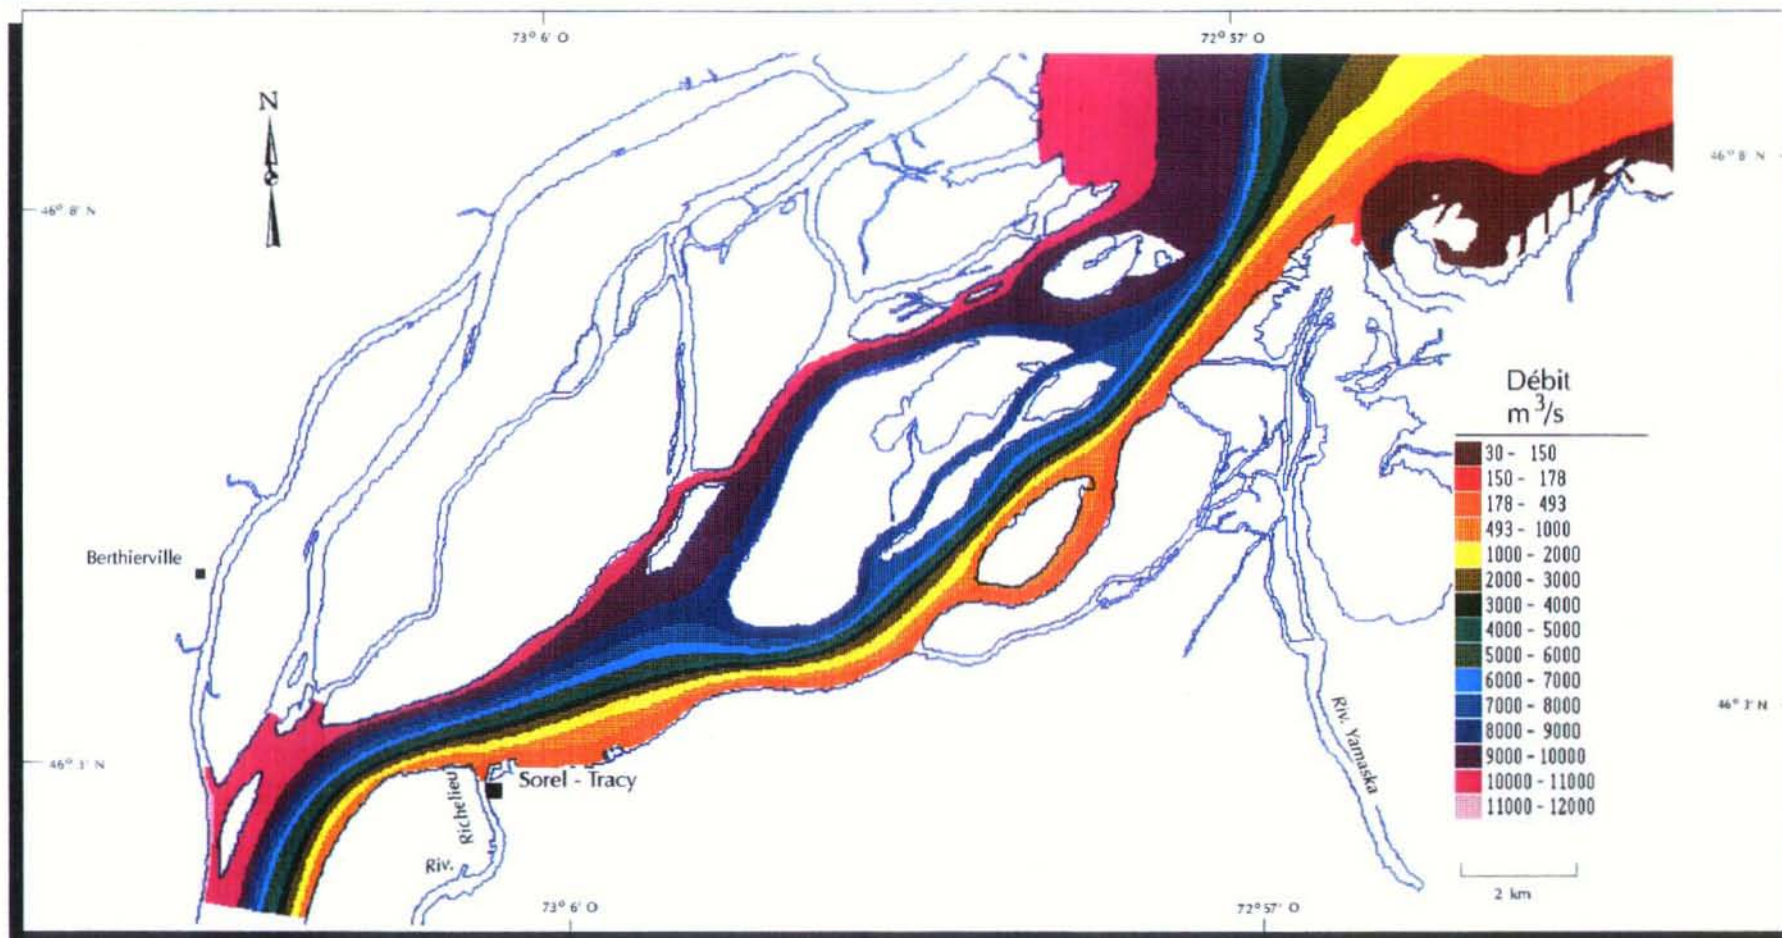 73° 6' O
72° 57' O
N
46° 8' N
46° 8' N
Débit
m³/s
30 - 150
150 - 178
178 - 493
493 - 1000
1000 - 2000
2000 - 3000
3000 - 4000
4000 - 5000
5000 - 6000
6000 - 7000
7000 - 8000
8000 - 9000
9000 - 10000
10000 - 11000
11000 - 12000
Berthierville
46° 3' N
46° 3' N
Sorel - Tracy
Riv. Richelieu
Riv. Yamaska
2 km
73° 6' O
72° 57' O